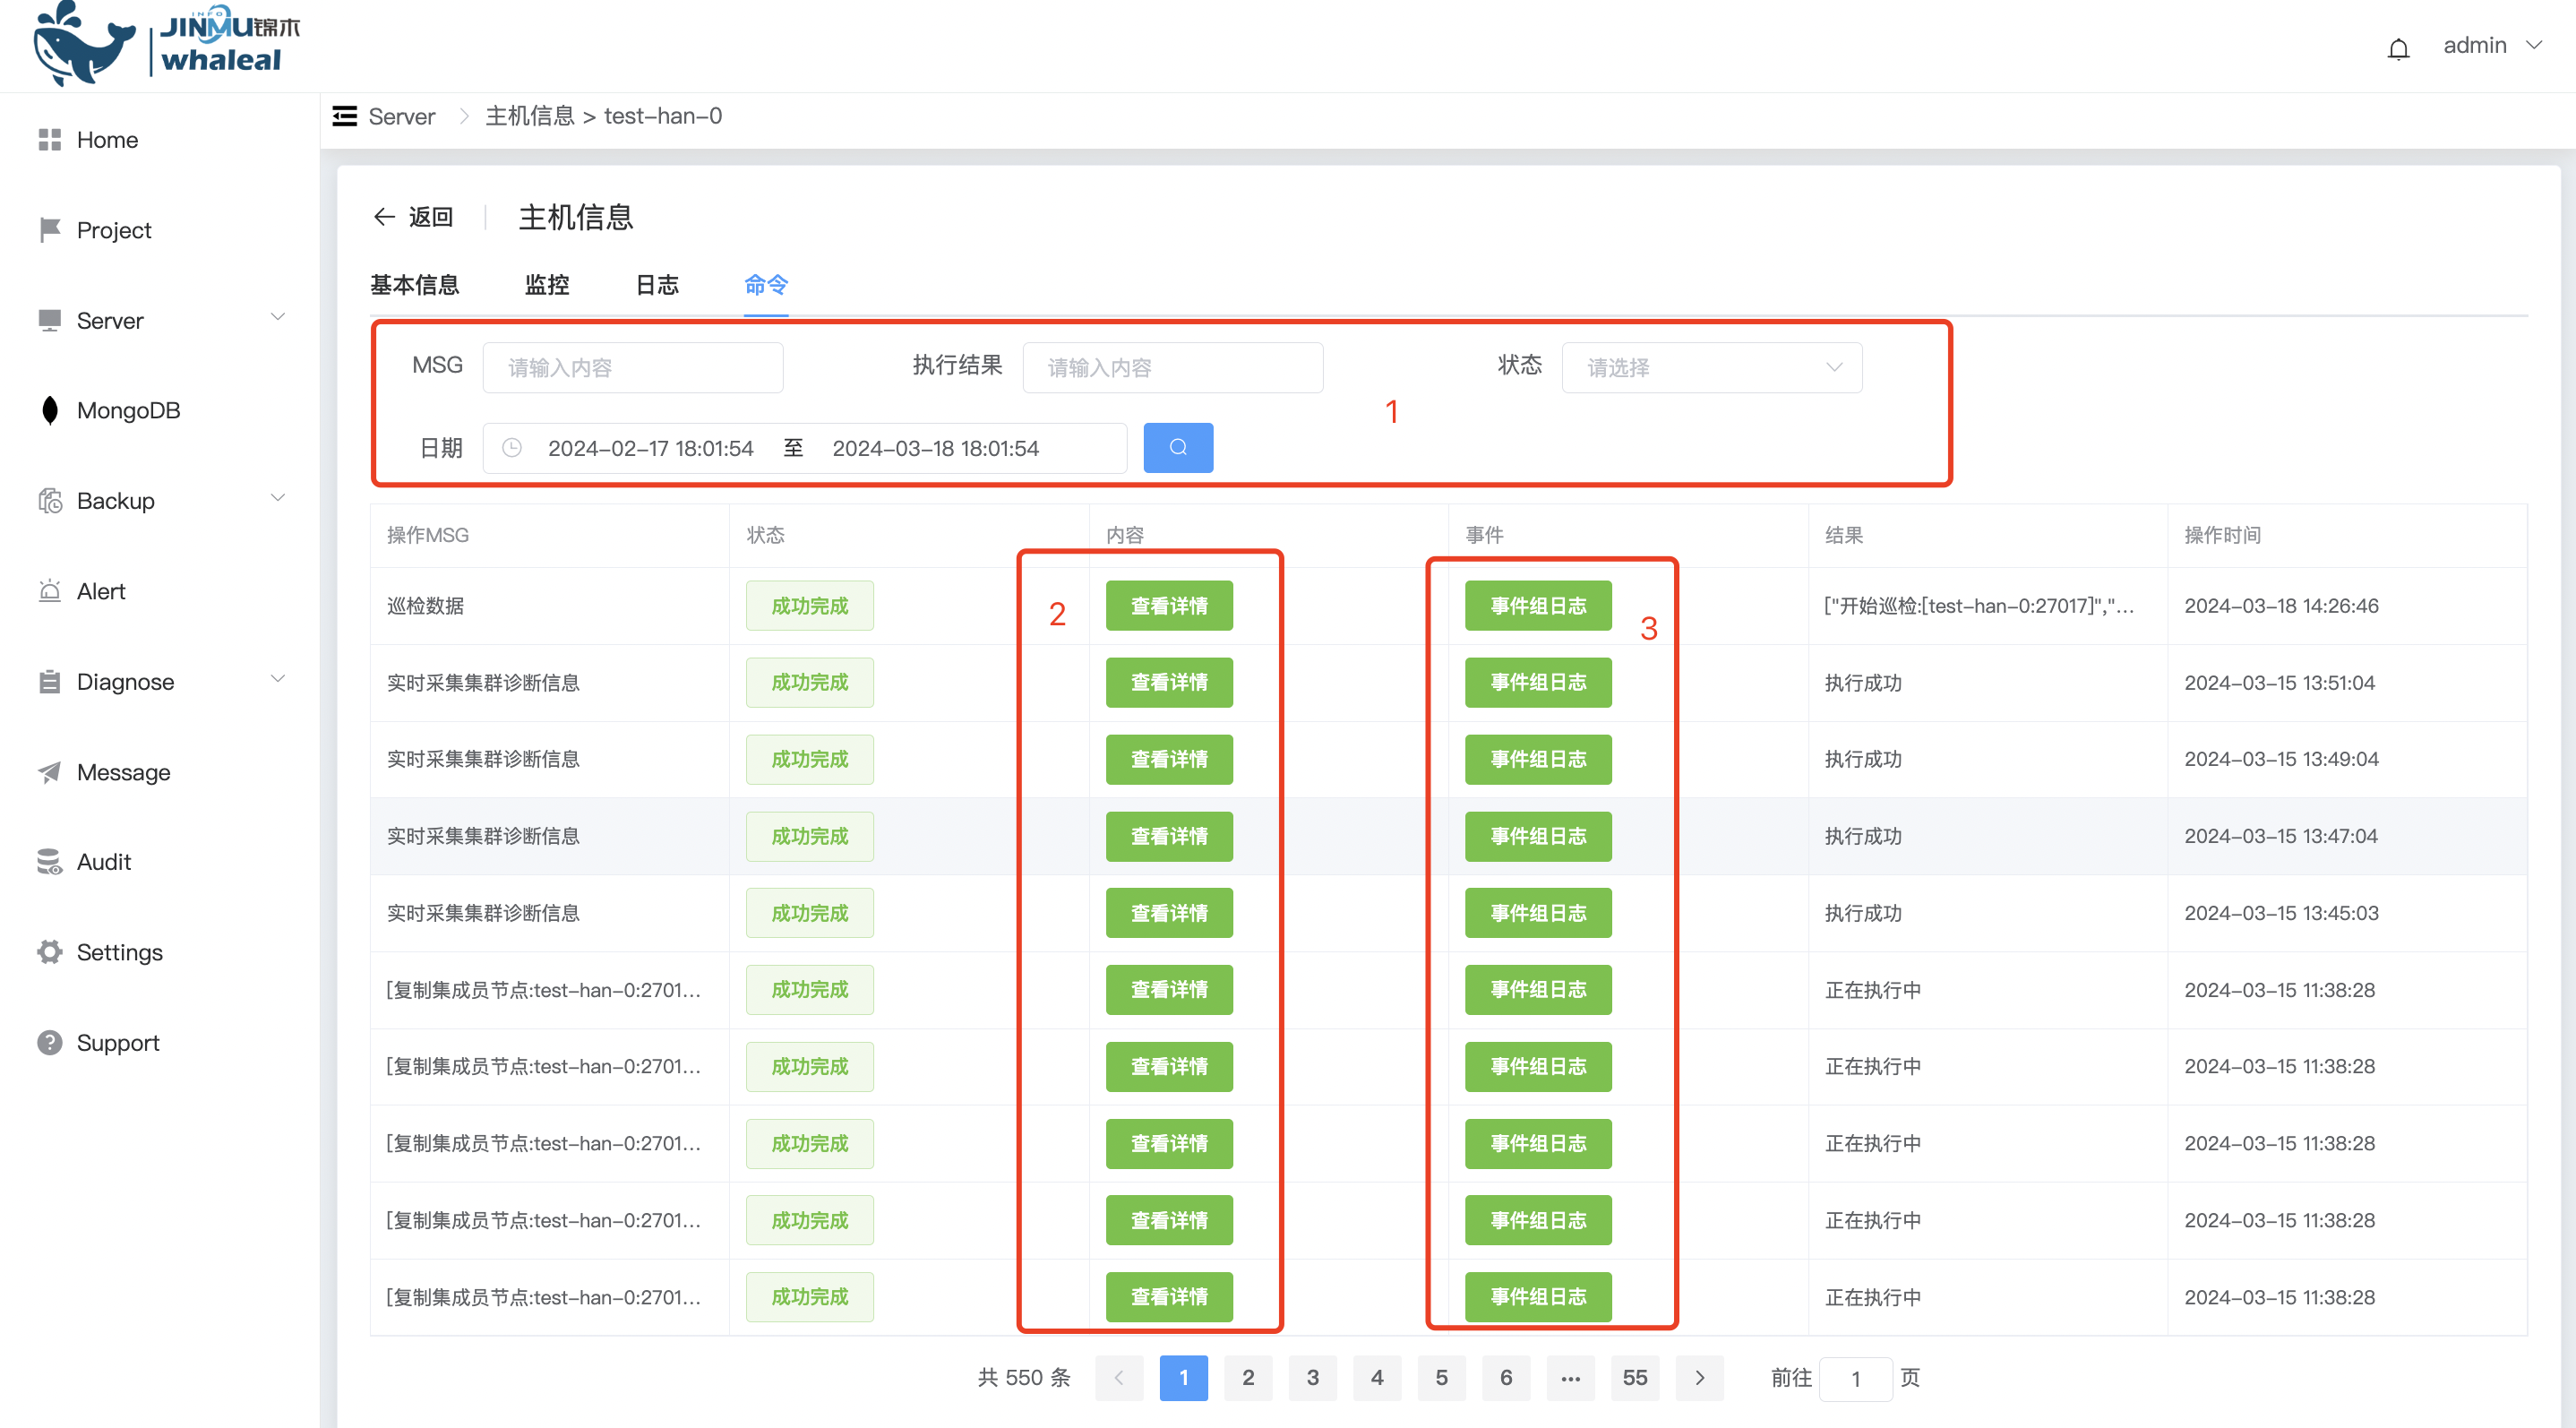 INFO
JINMU锦木
whaleal
admin
Server > 主机信息 > test-han-0
Home
Project
Server
MongoDB
Backup
Alert
Diagnose
Message
Audit
Settings
Support
返回 主机信息
基本信息 监控 日志 命令
MSG 请输入内容 执行结果 请输入内容 状态 请选择
1
日期 2024-02-17 18:01:54 至 2024-03-18 18:01:54
操作MSG 状态 内容 事件 结果 操作时间
2
3
巡检数据 成功完成 查看详情 事件组日志 ["开始巡检:[test-han-0:27017]","... 2024-03-18 14:26:46
实时采集集群诊断信息 成功完成 查看详情 事件组日志 执行成功 2024-03-15 13:51:04
实时采集集群诊断信息 成功完成 查看详情 事件组日志 执行成功 2024-03-15 13:49:04
实时采集集群诊断信息 成功完成 查看详情 事件组日志 执行成功 2024-03-15 13:47:04
实时采集集群诊断信息 成功完成 查看详情 事件组日志 执行成功 2024-03-15 13:45:03
[复制集成员节点:test-han-0:2701... 成功完成 查看详情 事件组日志 正在执行中 2024-03-15 11:38:28
[复制集成员节点:test-han-0:2701... 成功完成 查看详情 事件组日志 正在执行中 2024-03-15 11:38:28
[复制集成员节点:test-han-0:2701... 成功完成 查看详情 事件组日志 正在执行中 2024-03-15 11:38:28
[复制集成员节点:test-han-0:2701... 成功完成 查看详情 事件组日志 正在执行中 2024-03-15 11:38:28
[复制集成员节点:test-han-0:2701... 成功完成 查看详情 事件组日志 正在执行中 2024-03-15 11:38:28
共 550 条 < 1 2 3 4 5 6 ... 55 > 前往 1 页